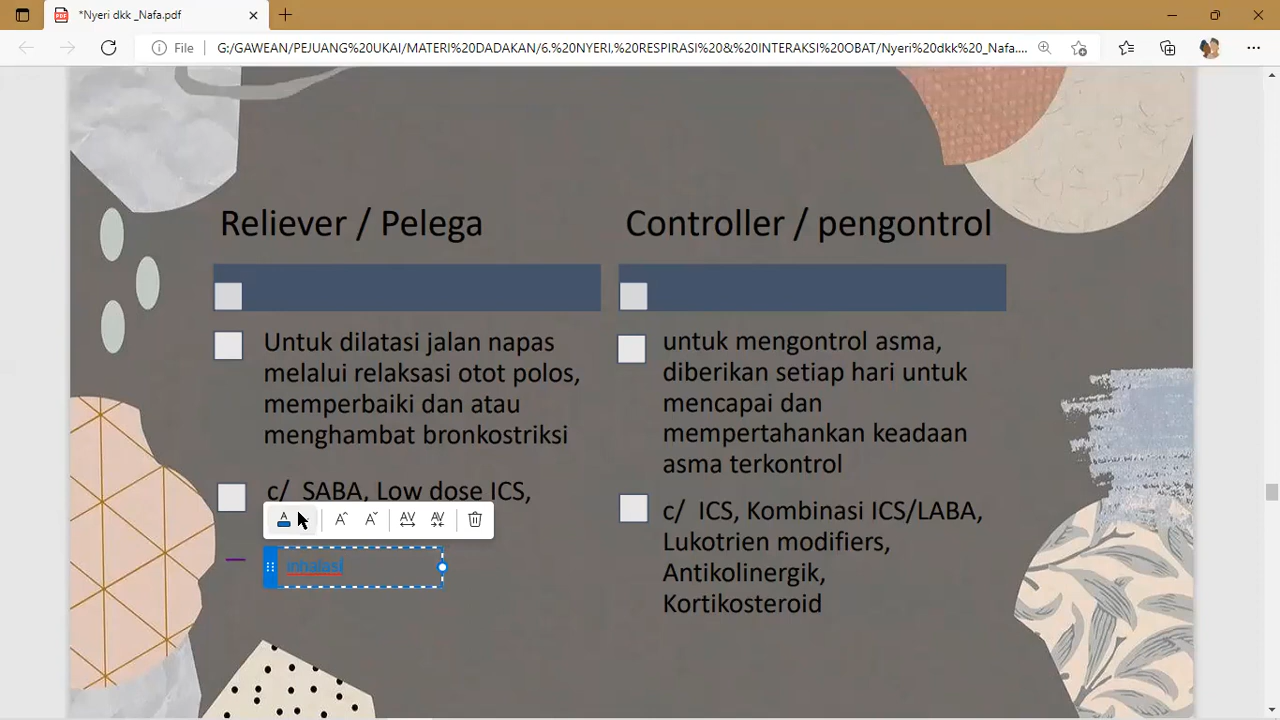 *Nyeri dkk _Nafa.pdf
File
G:/GAWEAN/PEJUANG%20UKAI/MATERI%20DADAKAN/6.%20NYERI,%20RESPIRASI%20&%20INTERAKSI%20OBAT/Nyeri%20dkk%20_Nafa....
Reliever / Pelega
Untuk dilatasi jalan napas
melalui relaksasi otot polos,
memperbaiki dan atau
menghambat bronkostriksi
c/ SABA, Low dose ICS,
inhalasi
Controller / pengontrol
untuk mengontrol asma,
diberikan setiap hari untuk
mencapai dan
mempertahankan keadaan
asma terkontrol
c/ ICS, Kombinasi ICS/LABA,
Lukotrien modifiers,
Antikolinergik,
Kortikosteroid